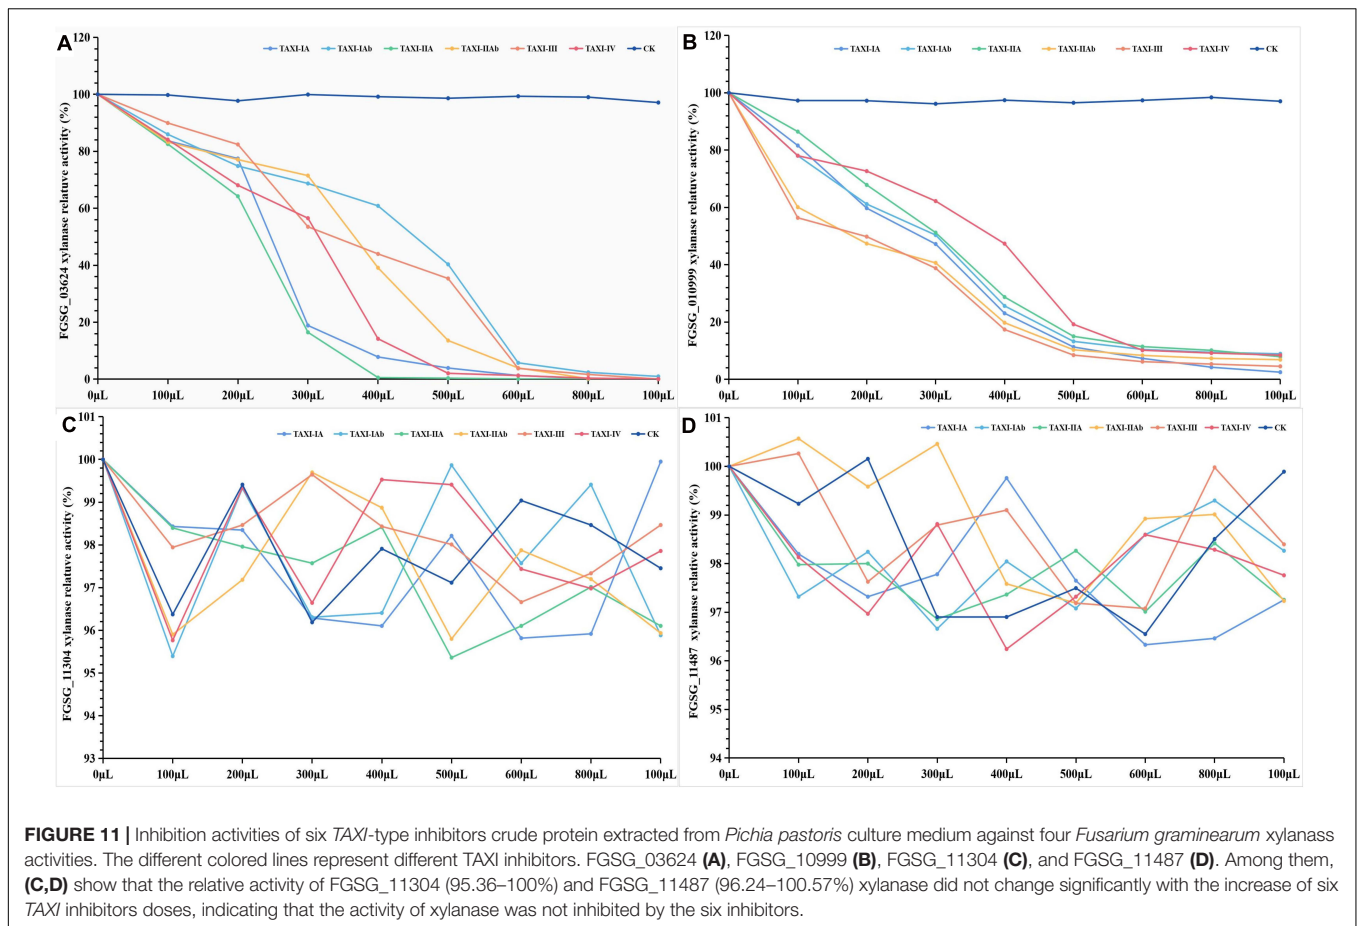 A
120
100
80
60
40
20
0
FGSG_03624 xylanase relatuve activity (%)
TAXI-IA TAXI-IAb TAXI-IIA TAXI-IIAb TAXI-III TAXI-IV CK
0μL 100μL 200μL 300μL 400μL 500μL 600μL 800μL 100μL
B
120
100
80
60
40
20
0
FGSG_010999 xylanase relative activity (%)
TAXI-IA TAXI-IAb TAXI-IIA TAXI-IIAb TAXI-III TAXI-IV CK
0μL 100μL 200μL 300μL 400μL 500μL 600μL 800μL 100μL
C
101
100
99
98
97
96
95
94
93
FGSG_11304 xylanase relative activity (%)
TAXI-IA TAXI-IAb TAXI-IIA TAXI-IIAb TAXI-III TAXI-IV CK
0μL 100μL 200μL 300μL 400μL 500μL 600μL 800μL 100μL
D
101
100
99
98
97
96
95
94
FGSG_11487 xylanase relative activity (%)
TAXI-IA TAXI-IAb TAXI-IIA TAXI-IIAb TAXI-III TAXI-IV CK
0μL 100μL 200μL 300μL 400μL 500μL 600μL 800μL 100μL
FIGURE 11 | Inhibition activities of six TAXI-type inhibitors crude protein extracted from Pichia pastoris culture medium against four Fusarium graminearum xylanass
activities. The different colored lines represent different TAXI inhibitors. FGSG_03624 (A), FGSG_10999 (B), FGSG_11304 (C), and FGSG_11487 (D). Among them,
(C,D) show that the relative activity of FGSG_11304 (95.36–100%) and FGSG_11487 (96.24–100.57%) xylanase did not change significantly with the increase of six
TAXI inhibitors doses, indicating that the activity of xylanase was not inhibited by the six inhibitors.